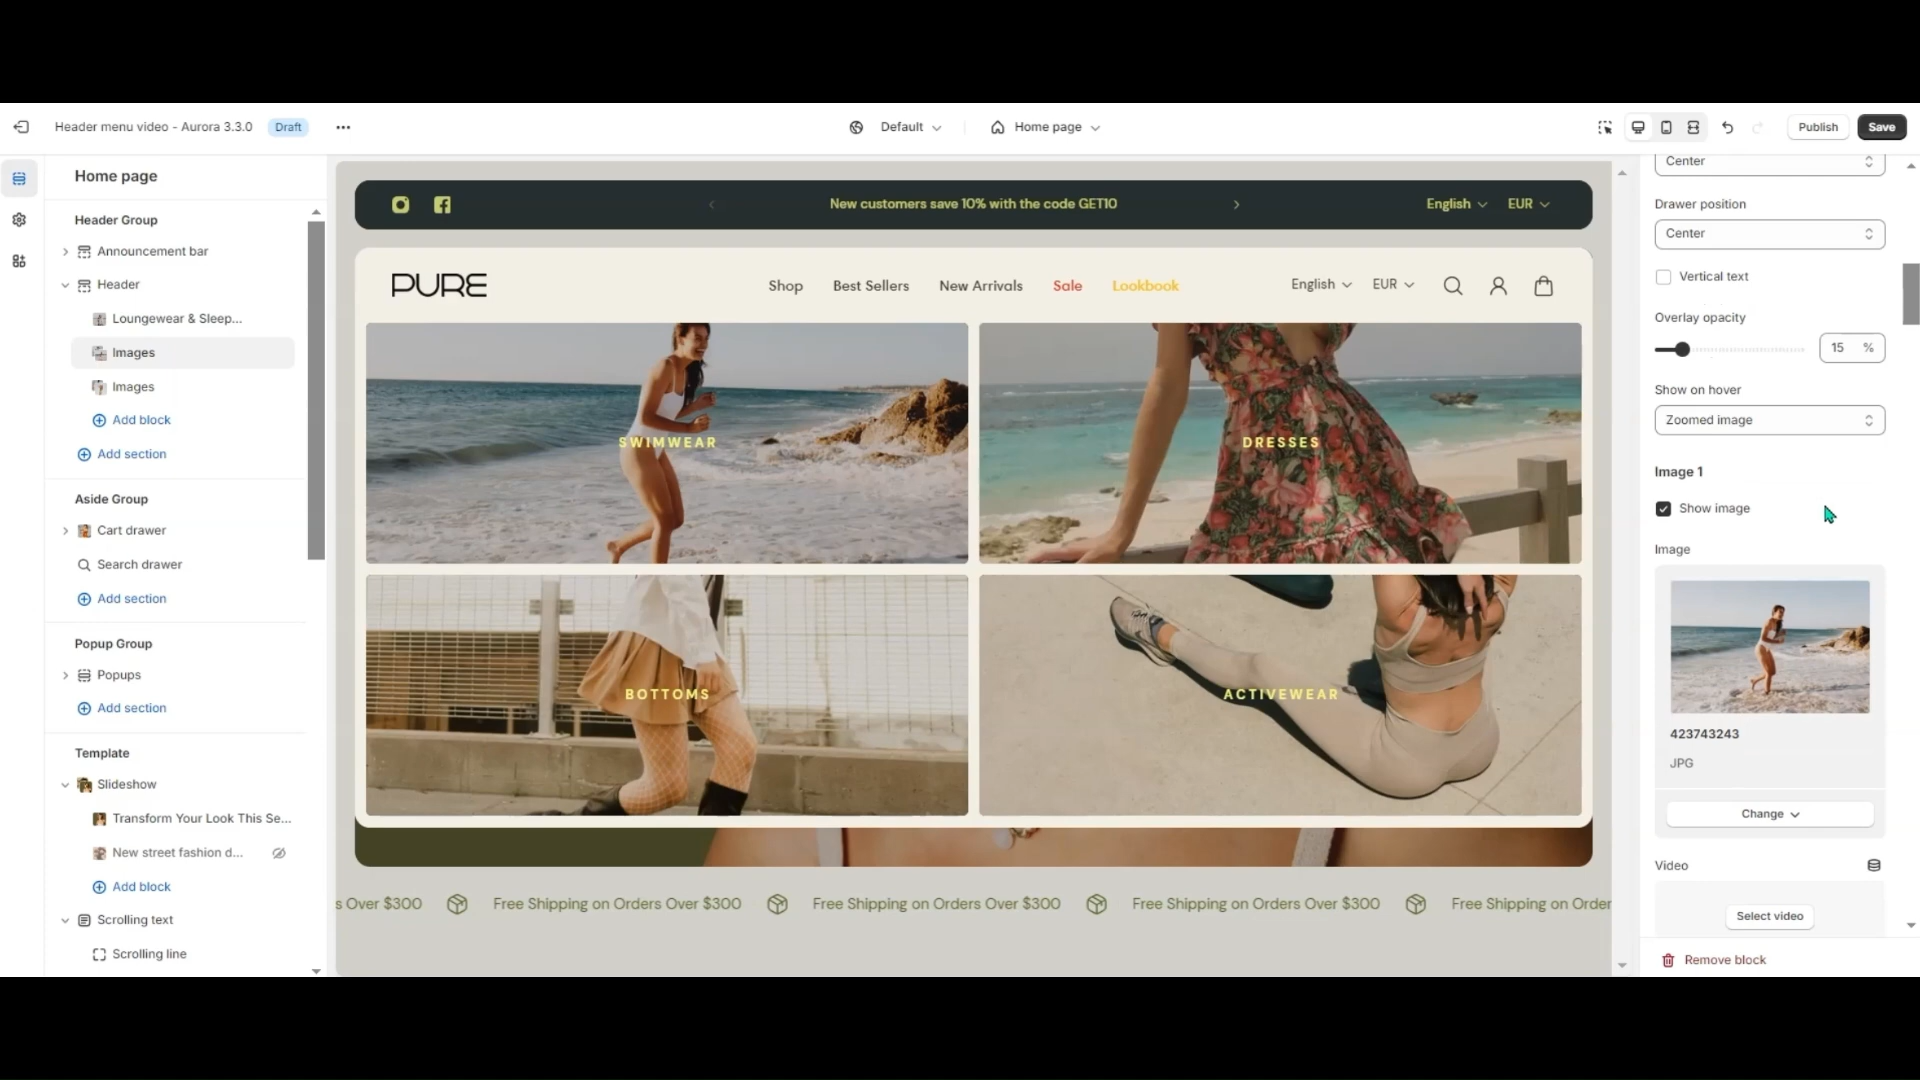 Header menu video - Aurora 3.3.0
Draft
Default
Home page
Publish
Save
Home page
Header Group
Announcement bar
Header
Loungewear & Sleep...
Images
Images
Add block
Add section
Aside Group
Cart drawer
Search drawer
Add section
Popup Group
Popups
Add section
Template
Slideshow
Transform Your Look This Se...
New street fashion d...
Add block
Scrolling text
Scrolling line
New customers save 10% with the code GET10
English
EUR
PURE
Shop
Best Sellers
New Arrivals
Sale
Lookbook
English
EUR
SWIMWEAR
DRESSES
BOTTOMS
ACTIVEWEAR
s Over $300
Free Shipping on Orders Over $300
Free Shipping on Orders Over $300
Free Shipping on Orders Over $300
Free Shipping on Order
Center
Drawer position
Center
Vertical text
Overlay opacity
15 %
Show on hover
Zoomed image
Image 1
Show image
Image
423743243
JPG
Change
Video
Select video
Remove block